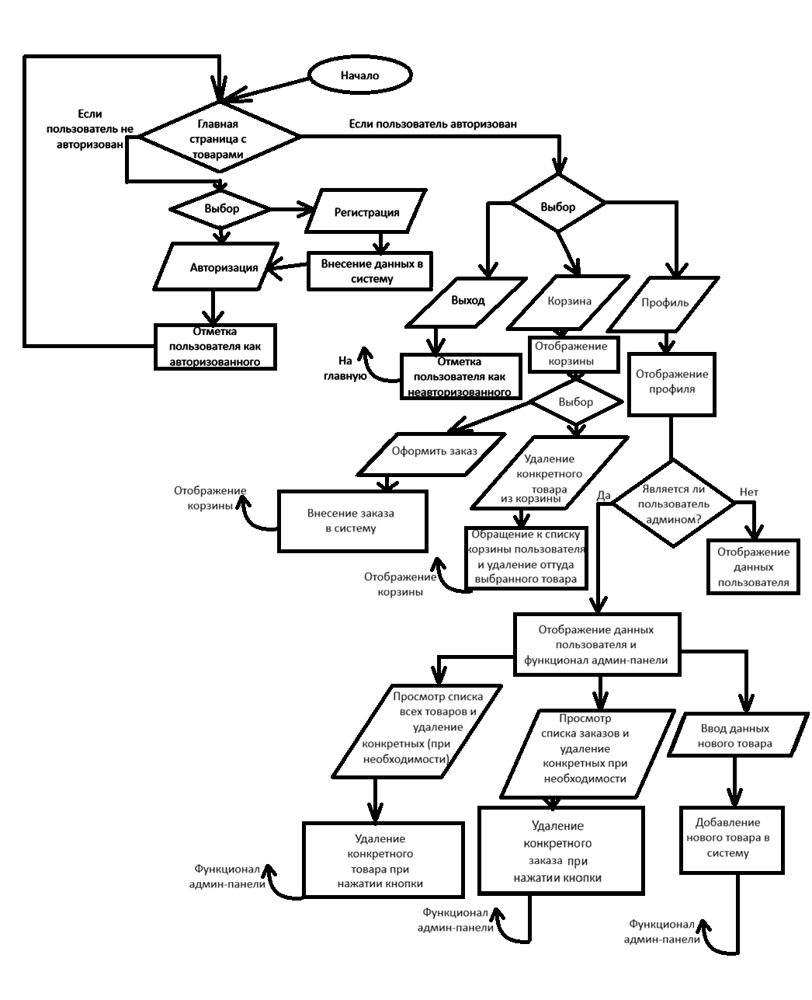 Начало
Если
пользователь не
авторизован
Главная
страница с
товарами
Если пользователь авторизован
Выбор
Регистрация
Выбор
Авторизация
Внесение данных в
систему
Выход
Корзина
Профиль
Отметка
пользователя как
авторизованного
На
главную
Отметка
пользователя как
неавторизованного
Отображение
корзины
Отображение
профиля
Выбор
Оформить заказ
Удаление
конкретного
товара
из корзины
Да
Является ли
пользователь
админом?
Нет
Отображение
корзины
Внесение заказа
в систему
Обращение к списку
корзины пользователя
и удаление оттуда
выбранного товара
Отображение
корзины
Отображение
данных
пользователя
Отображение данных
пользователя и
функционал админ-панели
Просмотр списка
всех товаров и
удаление
конкретных (при
необходимости)
Просмотр
списка заказов и
удаление
конкретных при
необходимости
Ввод данных
нового товара
Удаление
конкретного
товара при
нажатии кнопки
Удаление
конкретного
заказа при
нажатии кнопки
Добавление
нового товара в
систему
Функционал
админ-панели
Функционал
админ-панели
Функционал
админ-панели